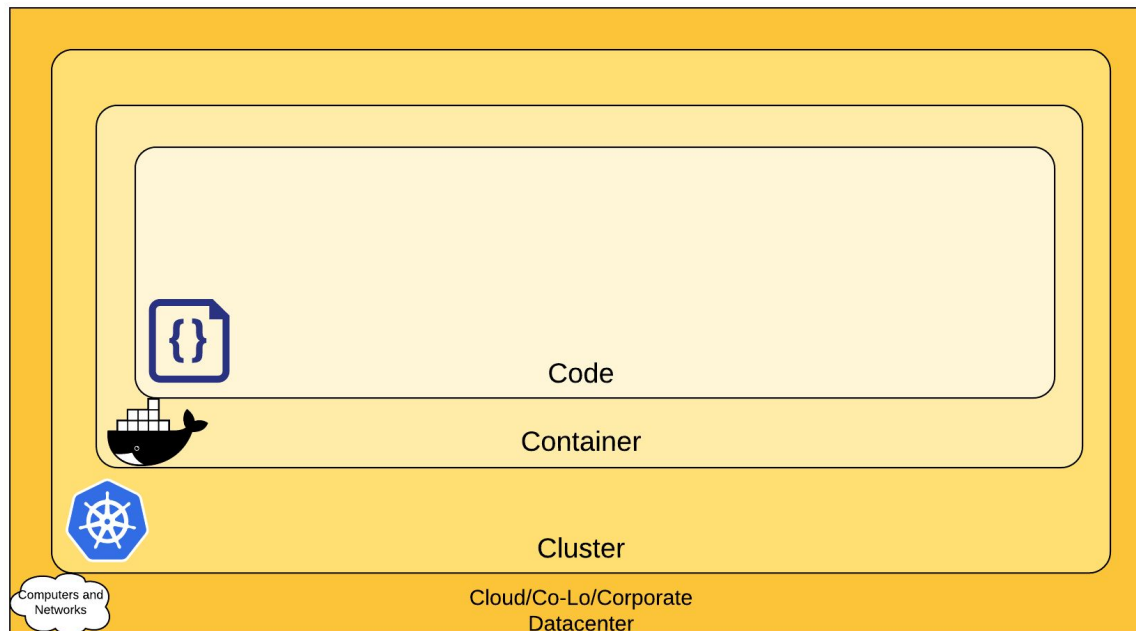 {}
Code
Container
Cluster
Computers and
Networks
Cloud/Co-Lo/Corporate
Datacenter